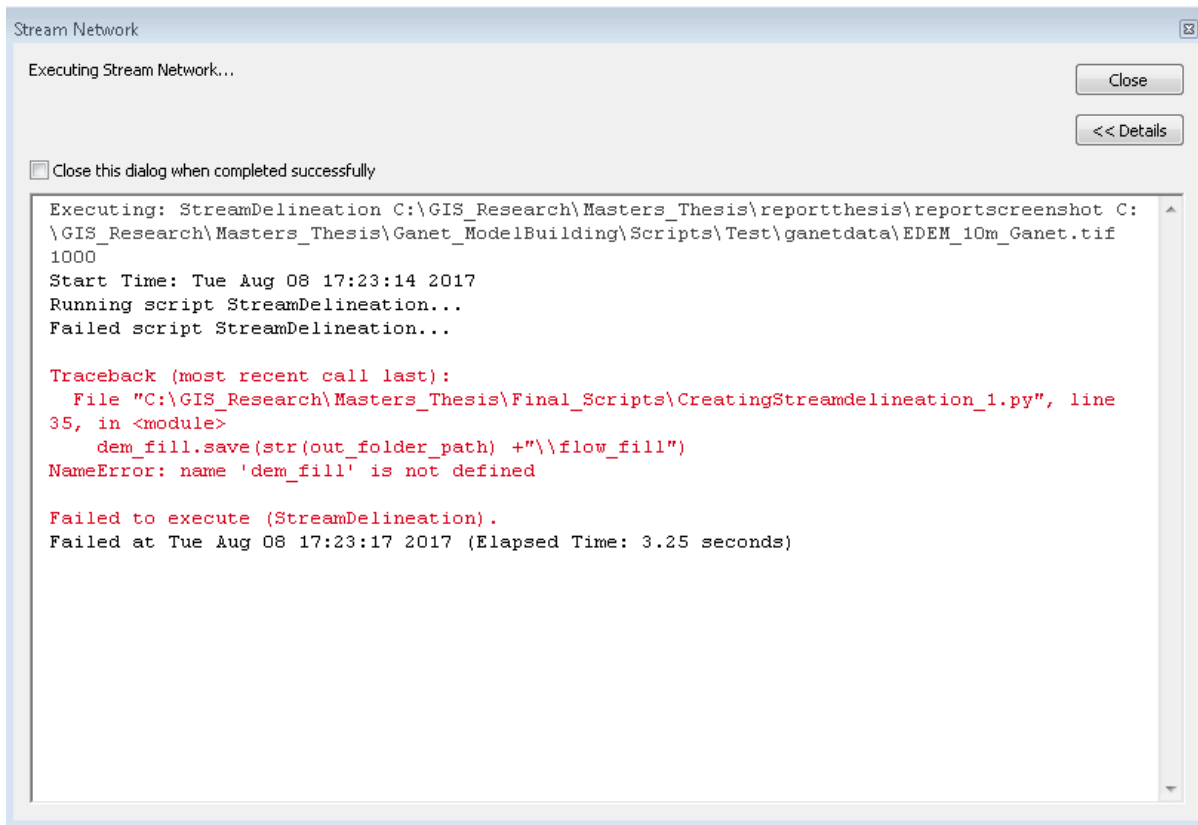 Stream Network
Executing Stream Network...
Close
<< Details
Close this dialog when completed successfully
Executing: StreamDelineation C:\GIS_Research\Masters_Thesis\reportthesis\reportscreenshot C:
\GIS_Research\Masters_Thesis\Ganet_ModelBuilding\Scripts\Test\ganetdata\EDEM_10m_Ganet.tif
1000
Start Time: Tue Aug 08 17:23:14 2017
Running script StreamDelineation...
Failed script StreamDelineation...
Traceback (most recent call last):
File "C:\GIS_Research\Masters_Thesis\Final_Scripts\CreatingStreamdelineation_1.py", line
35, in <module>
dem_fill.save(str(out_folder_path) +"\\flow_fill")
NameError: name 'dem_fill' is not defined
Failed to execute (StreamDelineation).
Failed at Tue Aug 08 17:23:17 2017 (Elapsed Time: 3.25 seconds)